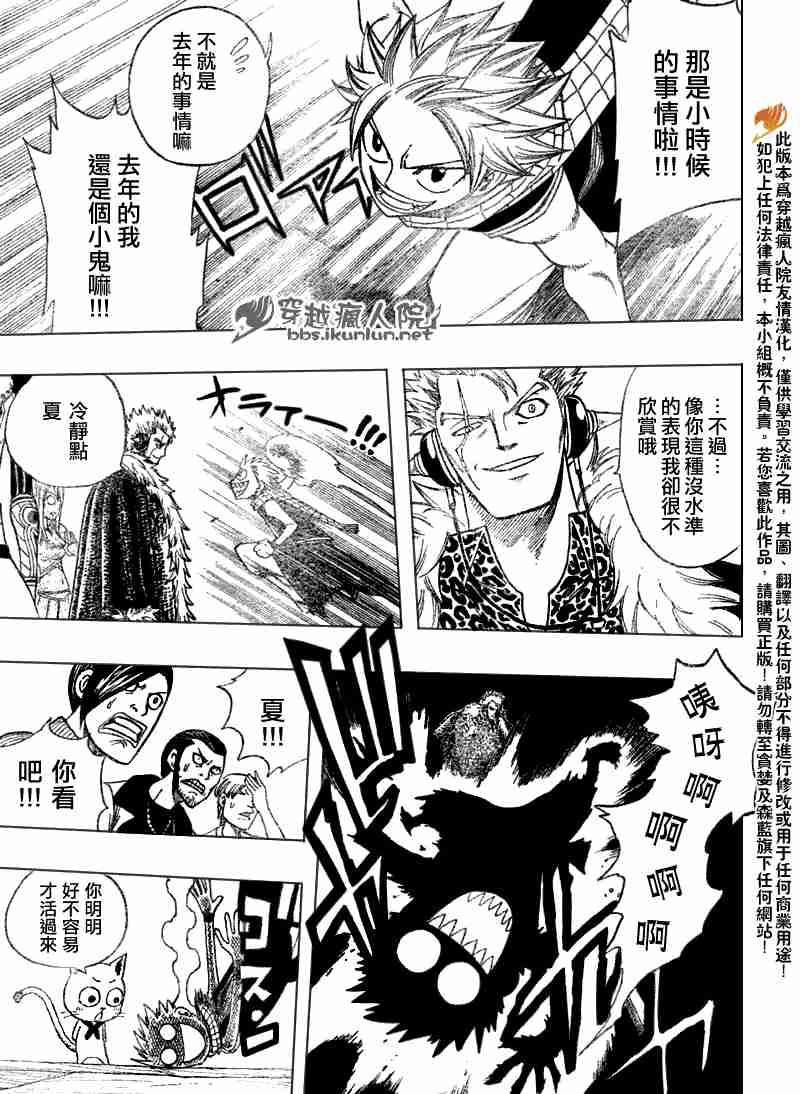 那是小時候
的事情啦!!!
不就是
去年的事情嘛
去年的我
還是個小鬼嘛!!!
穿越瘋人院
bbs.ikunlun.net
…不過…
像你這種沒水準
的表現我卻很不
欣賞哦
オラァー!!!
冷靜點
夏
咦呀啊
啊啊啊啊
夏!!!
你看
吧!!!
你明明
好不容易
才活過來
此版本爲穿越瘋人院友情漢化，僅供學習交流之用，其圖、翻譯以及任何部分不得進行修改或用于任何商業用途！
如犯上任何法律責任，本小組概不負責。若您喜歡此作品，請購買正版！請勿轉至貪婪及森藍旗下任何網站！